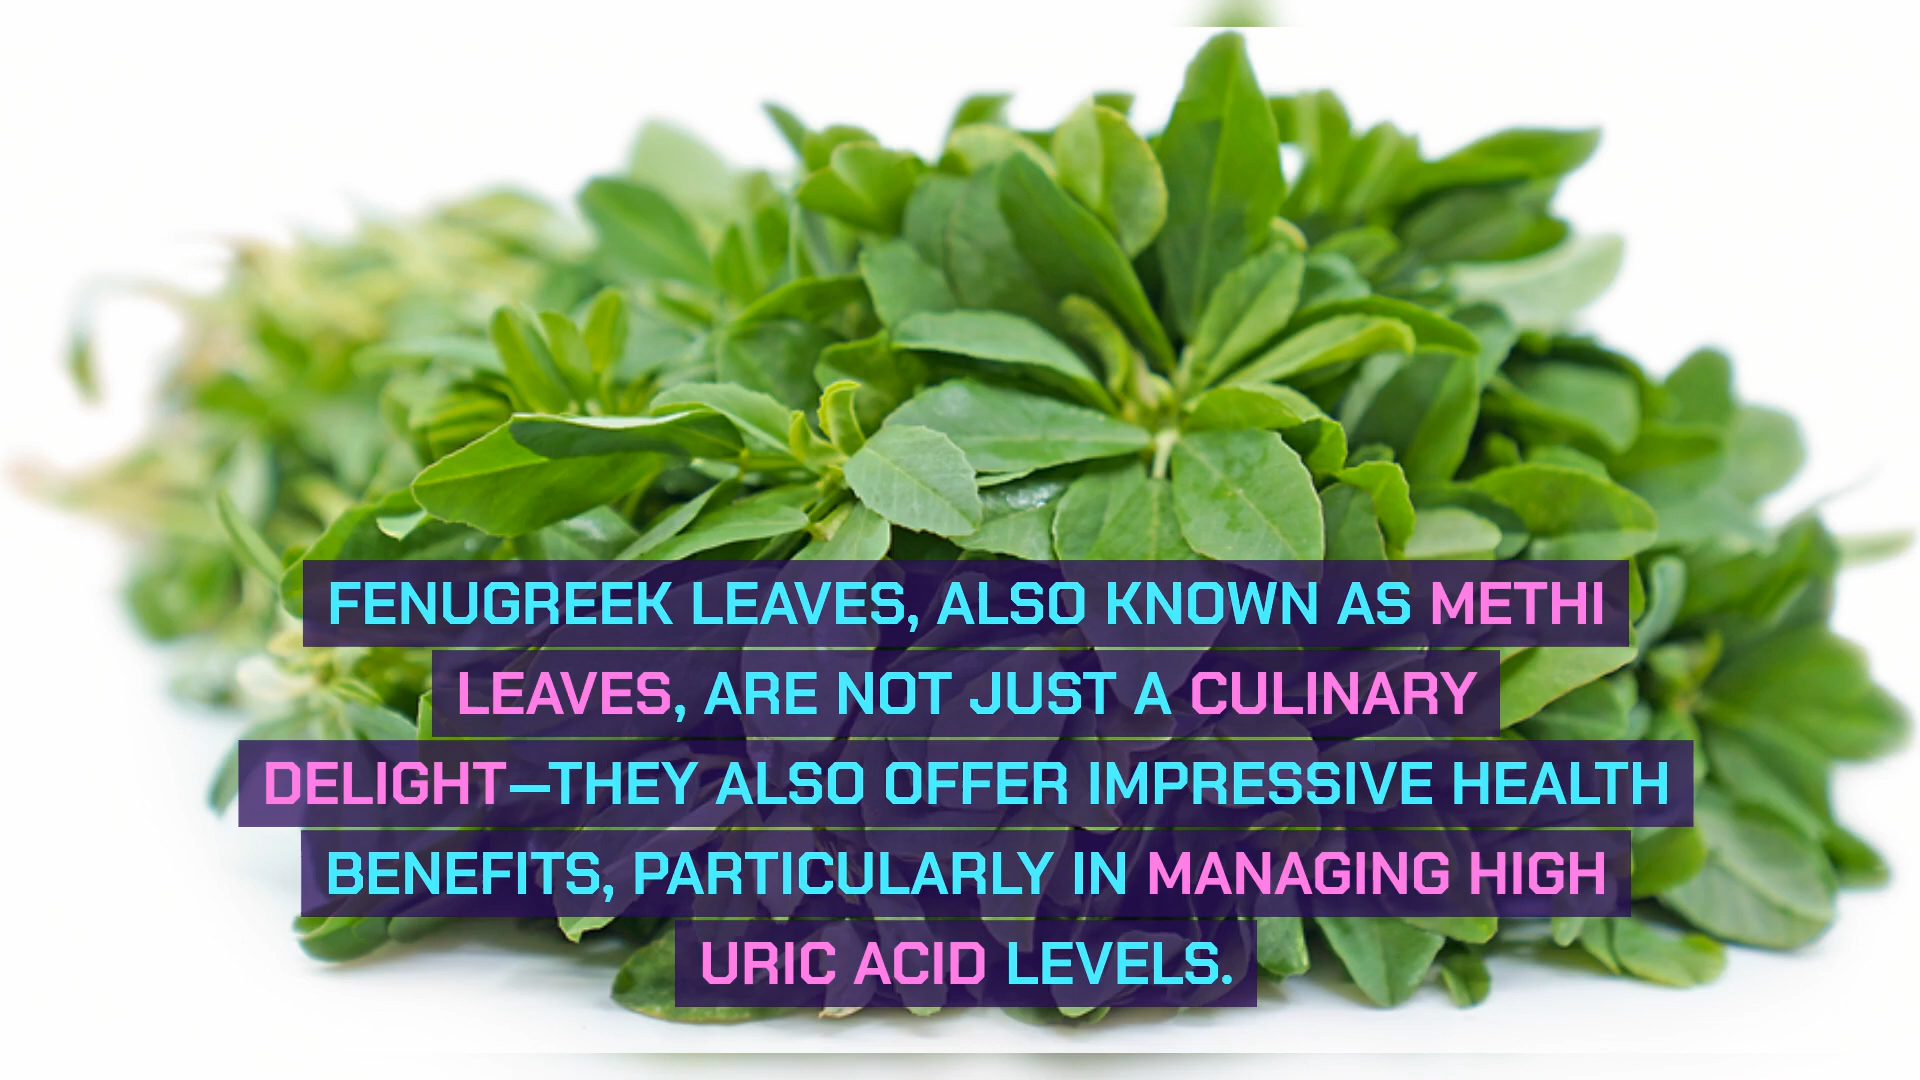 FENUGREEK LEAVES, ALSO KNOWN AS METHI
LEAVES, ARE NOT JUST A CULINARY
DELIGHT—THEY ALSO OFFER IMPRESSIVE HEALTH
BENEFITS, PARTICULARLY IN MANAGING HIGH
URIC ACID LEVELS.